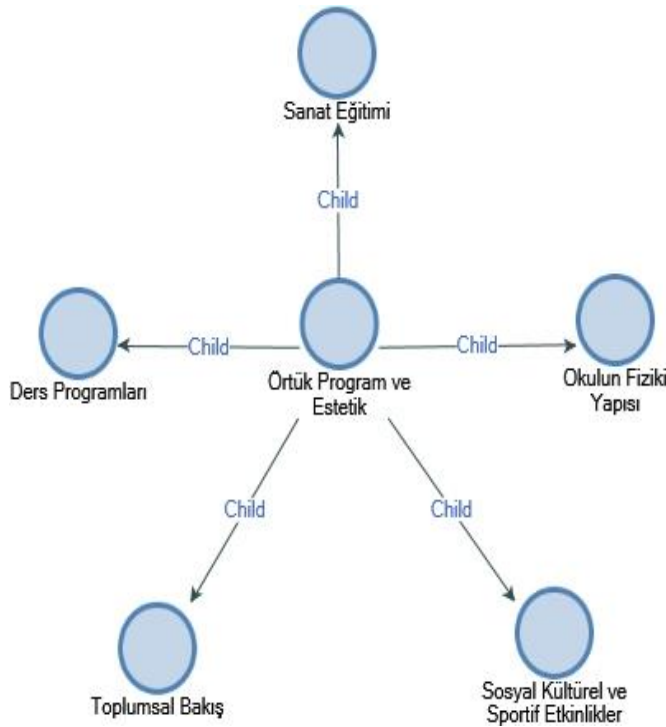 Sanat Eğitimi
Child
Child
Child
Ders Programları
Örtük Program ve
Estetik
Okulun Fiziki
Yapısı
Child
Child
Toplumsal Bakış
Sosyal Kültürel ve
Sportif Etkinlikler